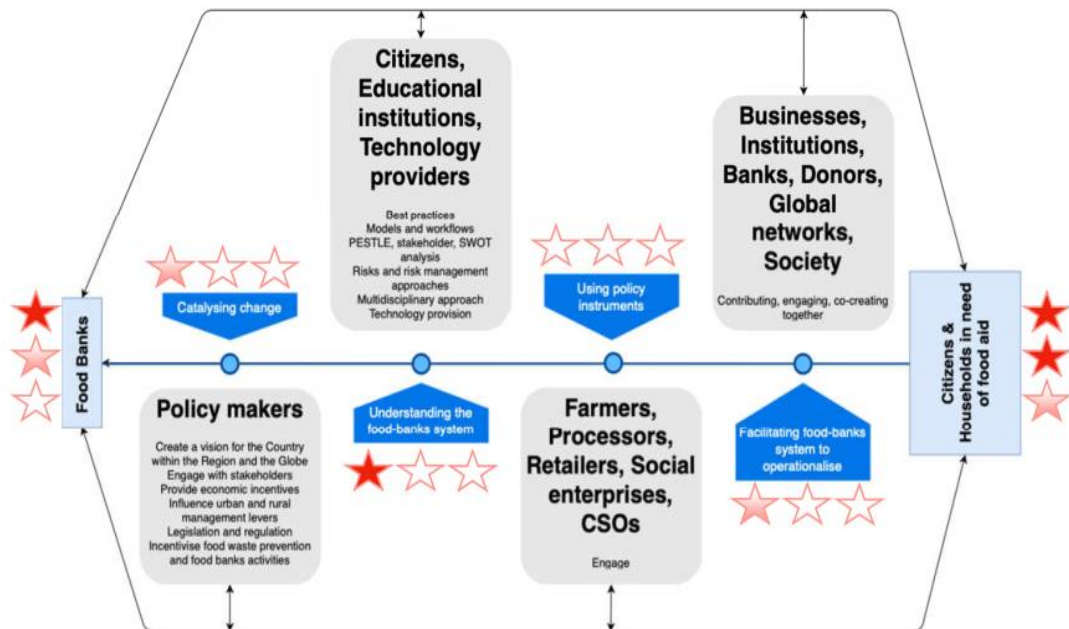 Citizens,
Educational
institutions,
Technology
providers
Best practices
Models and workflows
PESTLE, stakeholder, SWOT
analysis
Risks and risk management
approaches
Multidisciplinary approach
Technology provision
Businesses,
Institutions,
Banks, Donors,
Global
networks,
Society
Contributing, engaging, co-creating
together
Catalysing change
Using policy
instruments
Food Banks
Citizens &
Households in need
of food aid
Policy makers
Create a vision for the Country
within the Region and the Globe
Engage with stakeholders
Provide economic incentives
Influence urban and rural
management levers
Legislation and regulation
Incentivise food waste prevention
and food banks activities
Understanding the
food-banks system
Farmers,
Processors,
Retailers, Social
enterprises,
CSOs
Engage
Facilitating food-banks
system to
operationalise